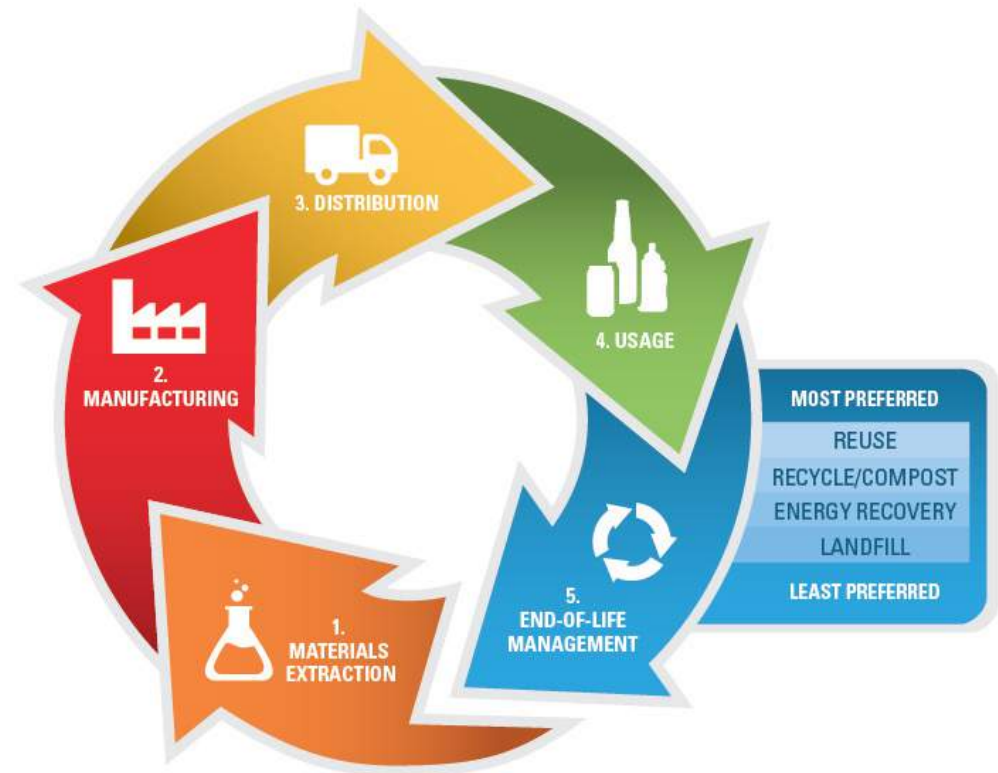 1.
MATERIALS
EXTRACTION
2.
MANUFACTURING
3. DISTRIBUTION
4. USAGE
5.
END-OF-LIFE
MANAGEMENT
MOST PREFERRED
REUSE
RECYCLE/COMPOST
ENERGY RECOVERY
LANDFILL
LEAST PREFERRED